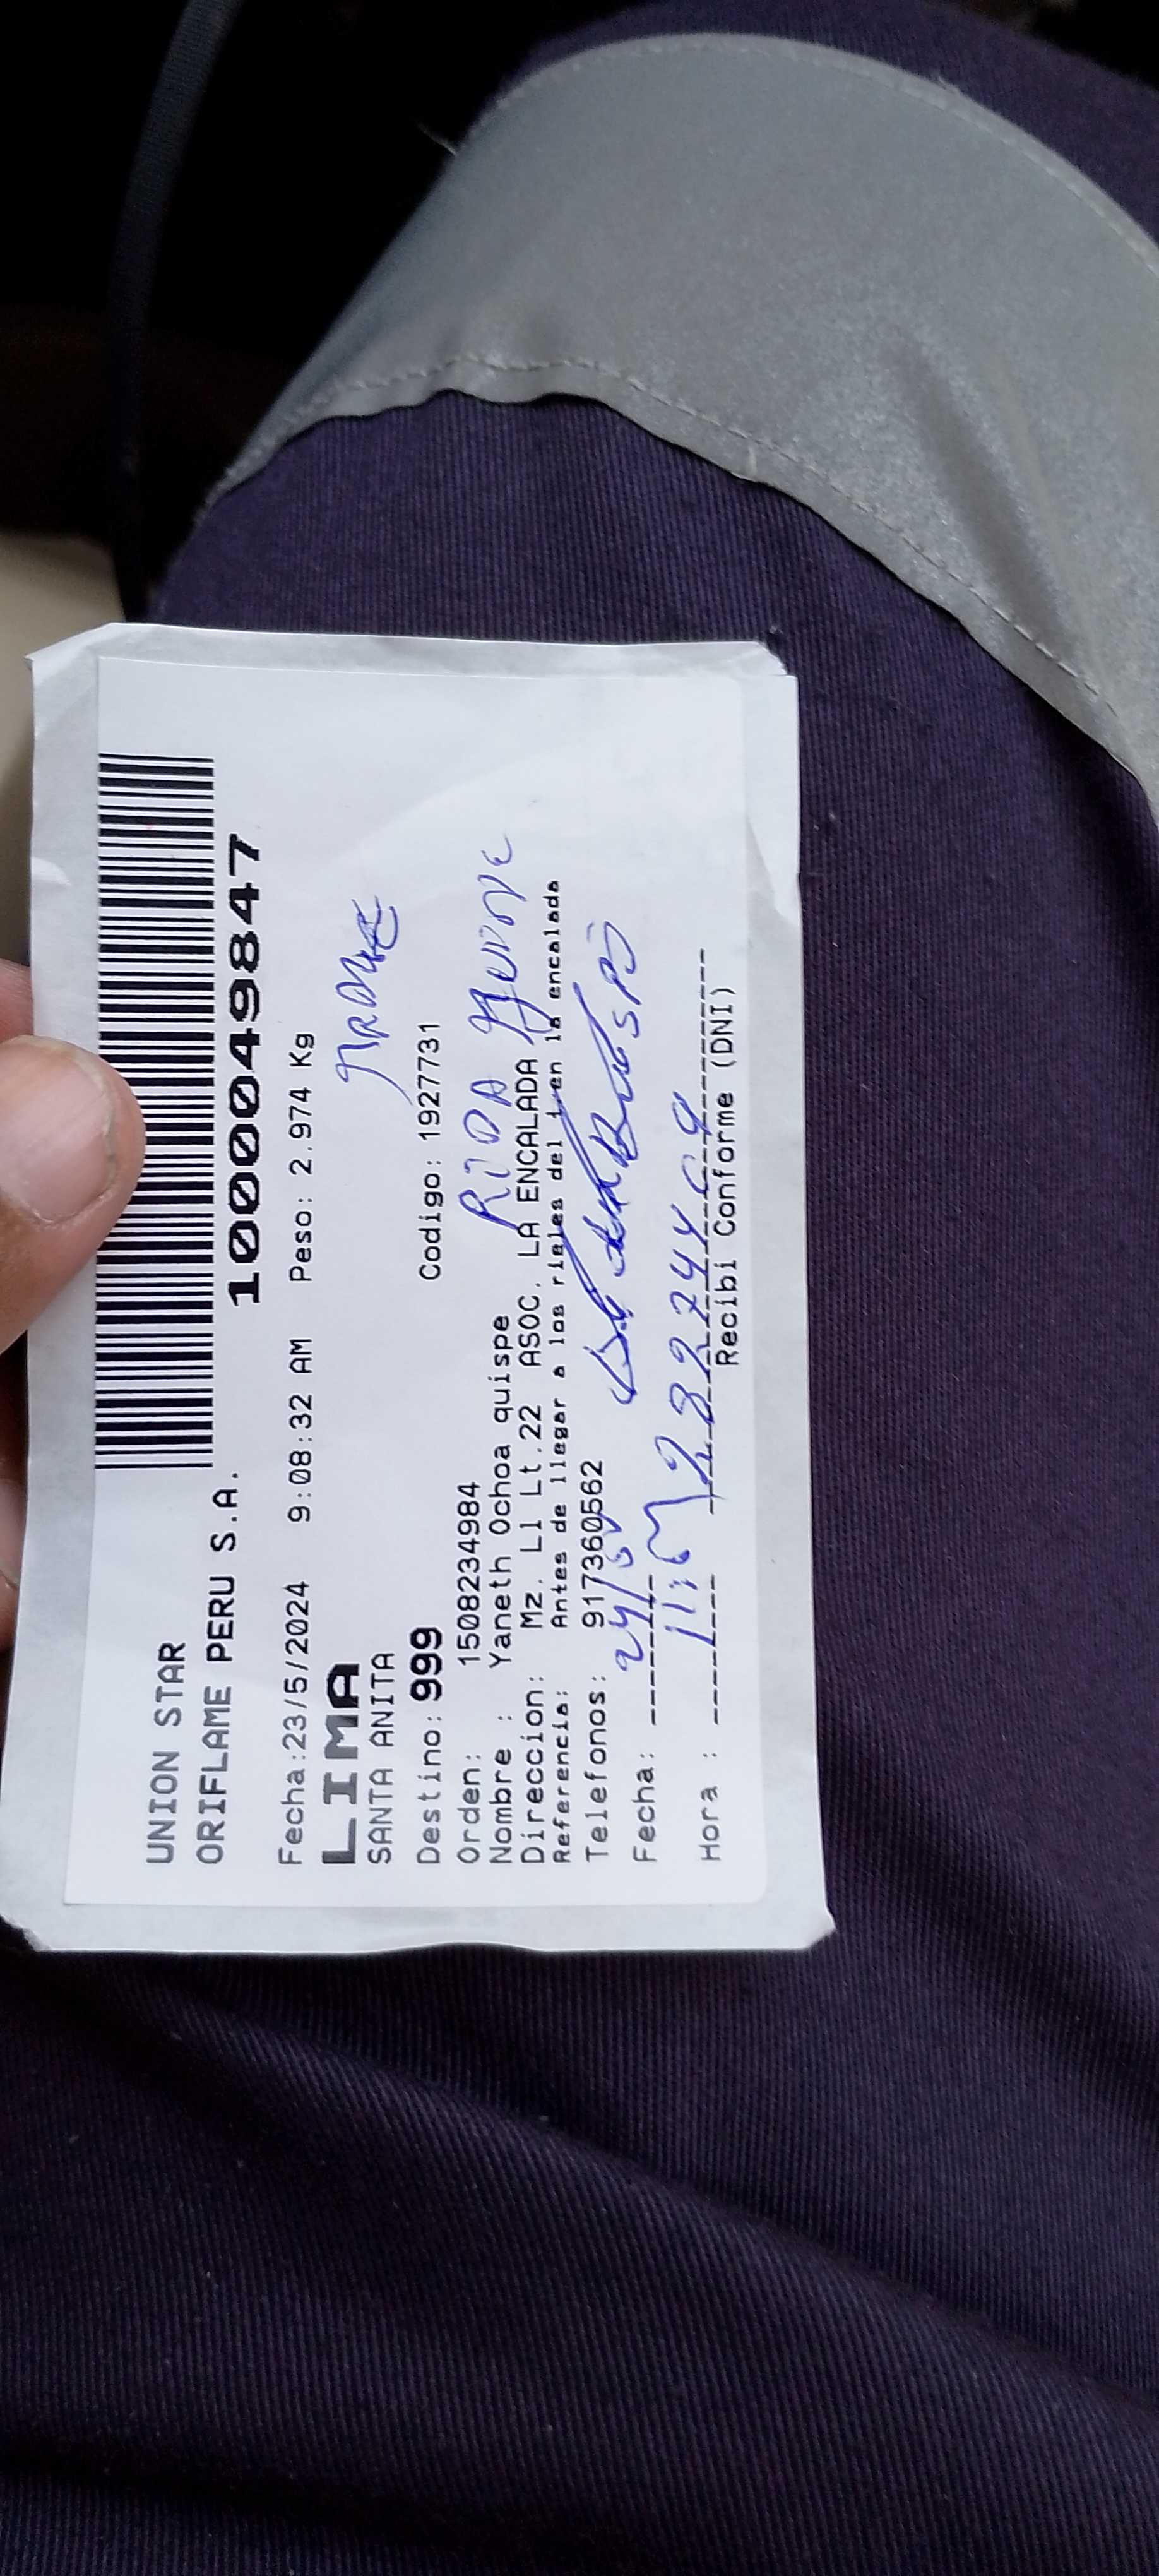 UNION STAR
ORIFLAME PERU S.A.
100049847
Fecha:23/5/2024 9:08:32 AM Peso: 2.974 Kg
LIMA
SANTA ANITA
Destino: 999 Codigo: 1927731
Orden: 1508234984
Nombre : Yaneth Ochoa quispe
Direccion: Mz. L1 Lt.22 ASOC. LA ENCALADA
Referencia: Antes de llegar a los rieles del tren la encalada
Telefonos: 917360562
Fecha:
Hora :
Recibi Conforme (DNI)